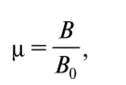 μ = B / B₀,